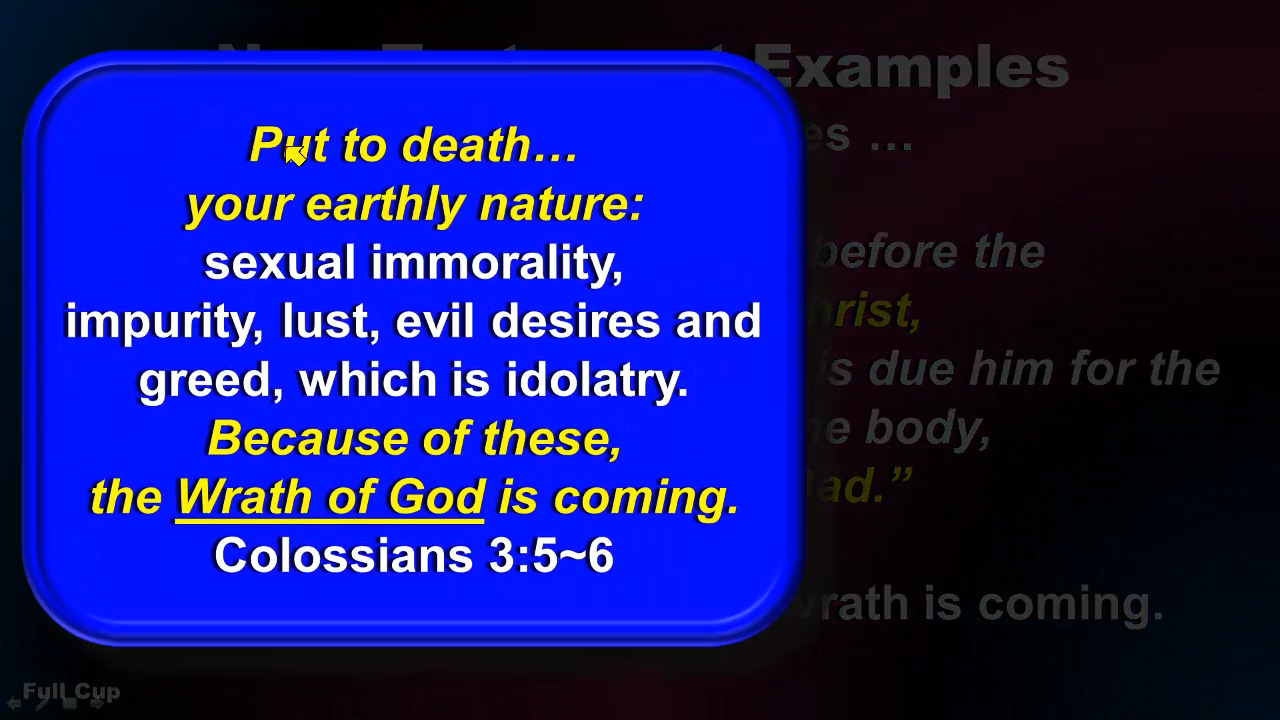 Examples
Put to death…
es …
your earthly nature:
before the
sexual immorality,
impurity, lust, evil desires and
greed, which is idolatry.
is due him for the
Because of these,
body,
the Wrath of God is coming.
Colossians 3:5~6
wrath is coming.
Full Cup